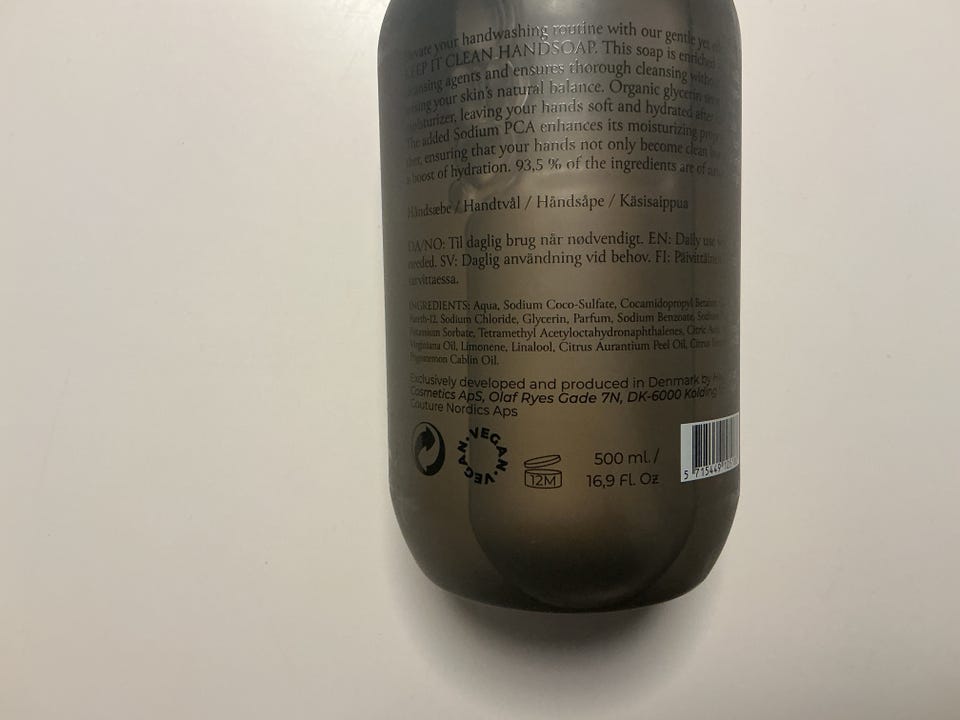 your handwashing routine with our gentle yet
KEEP IT CLEAN HANDSOAP. This soap is enriched
cleansing agents and ensures thorough cleansing
your skin's natural balance. Organic glycerin
moisturizer, leaving your hands soft and hydrated after
The added Sodium PCA enhances its moisturizing
ensuring that your hands not only become clean
a boost of hydration. 93,5 % of the ingredients are of
Håndsæbe / Handtvål / Håndsåpe / Käsisaippua
DA/NO: Til daglig brug når nødvendigt. EN: Daily use
needed. SV: Daglig användning vid behov. FI:
tarvittaessa.
INGREDIENTS: Aqua, Sodium Coco-Sulfate, Cocamidopropyl Betaine
Sodium Chloride, Glycerin, Parfum, Sodium Benzoate,
Potassium Sorbate, Tetramethyl Acetyloctahydronaphthalenes, Citric
Virginiana Oil, Limonene, Linalool, Citrus Aurantium Peel Oil, Citrus
Pogostemon Cablin Oil.
Exclusively developed and produced in Denmark by
Cosmetics ApS, Olaf Ryes Gade 7N, DK-6000 Kolding
Couture Nordics Aps
VEGAN. VEGAN.
12M
500 ml./
16,9 Fl. Oz
5 715449